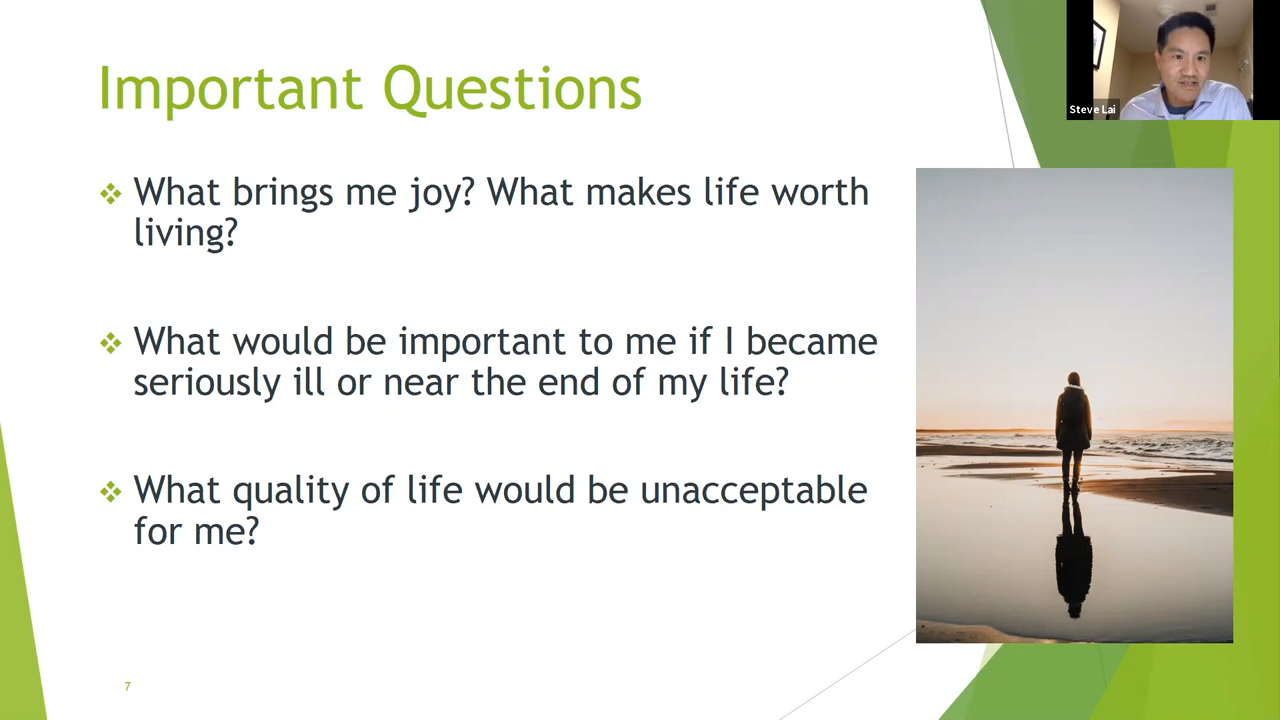 Important Questions
Steve Lai
What brings me joy? What makes life worth
living?
What would be important to me if I became
seriously ill or near the end of my life?
What quality of life would be unacceptable
for me?
7